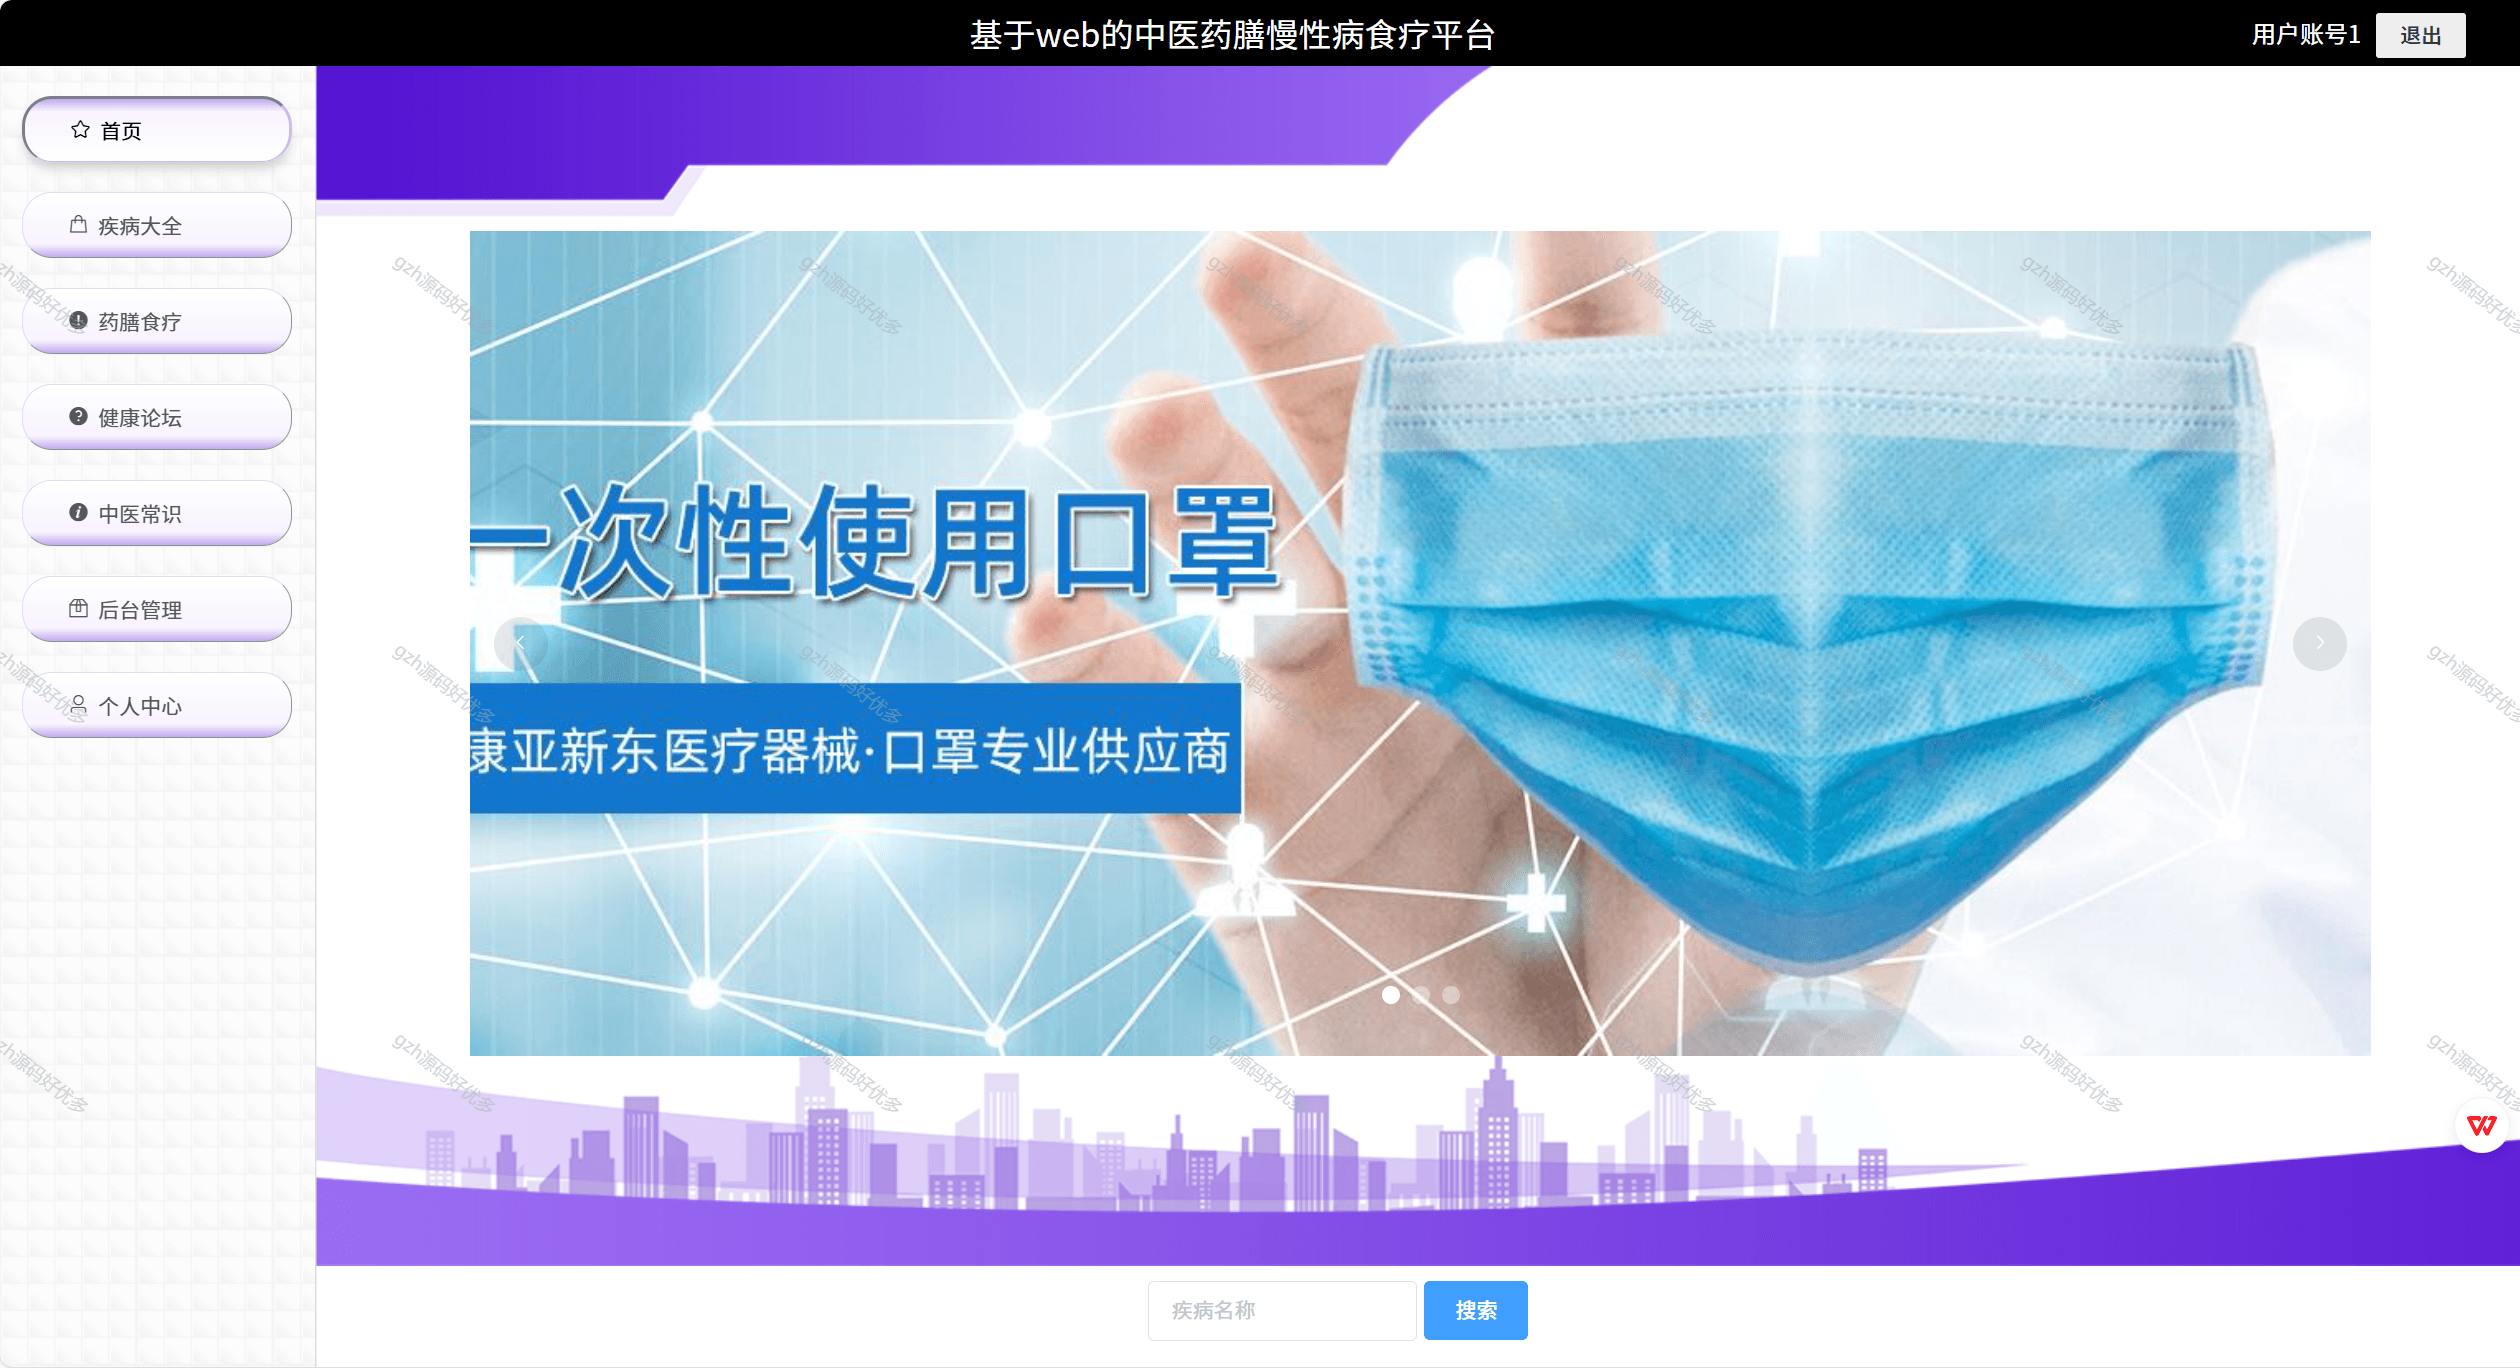 基于web的中医药膳慢性病食疗平台
用户账号1
退出
首页
疾病大全
药膳食疗
健康论坛
中医常识
后台管理
个人中心
一次性使用口罩
康亚新东医疗器械·口罩专业供应商
疾病名称
搜索
gzh源码好优多